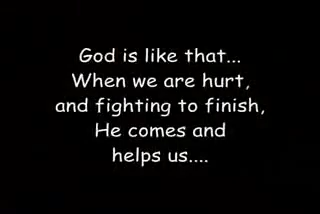 God is like that...
When we are hurt,
and fighting to finish,
He comes and
helps us....